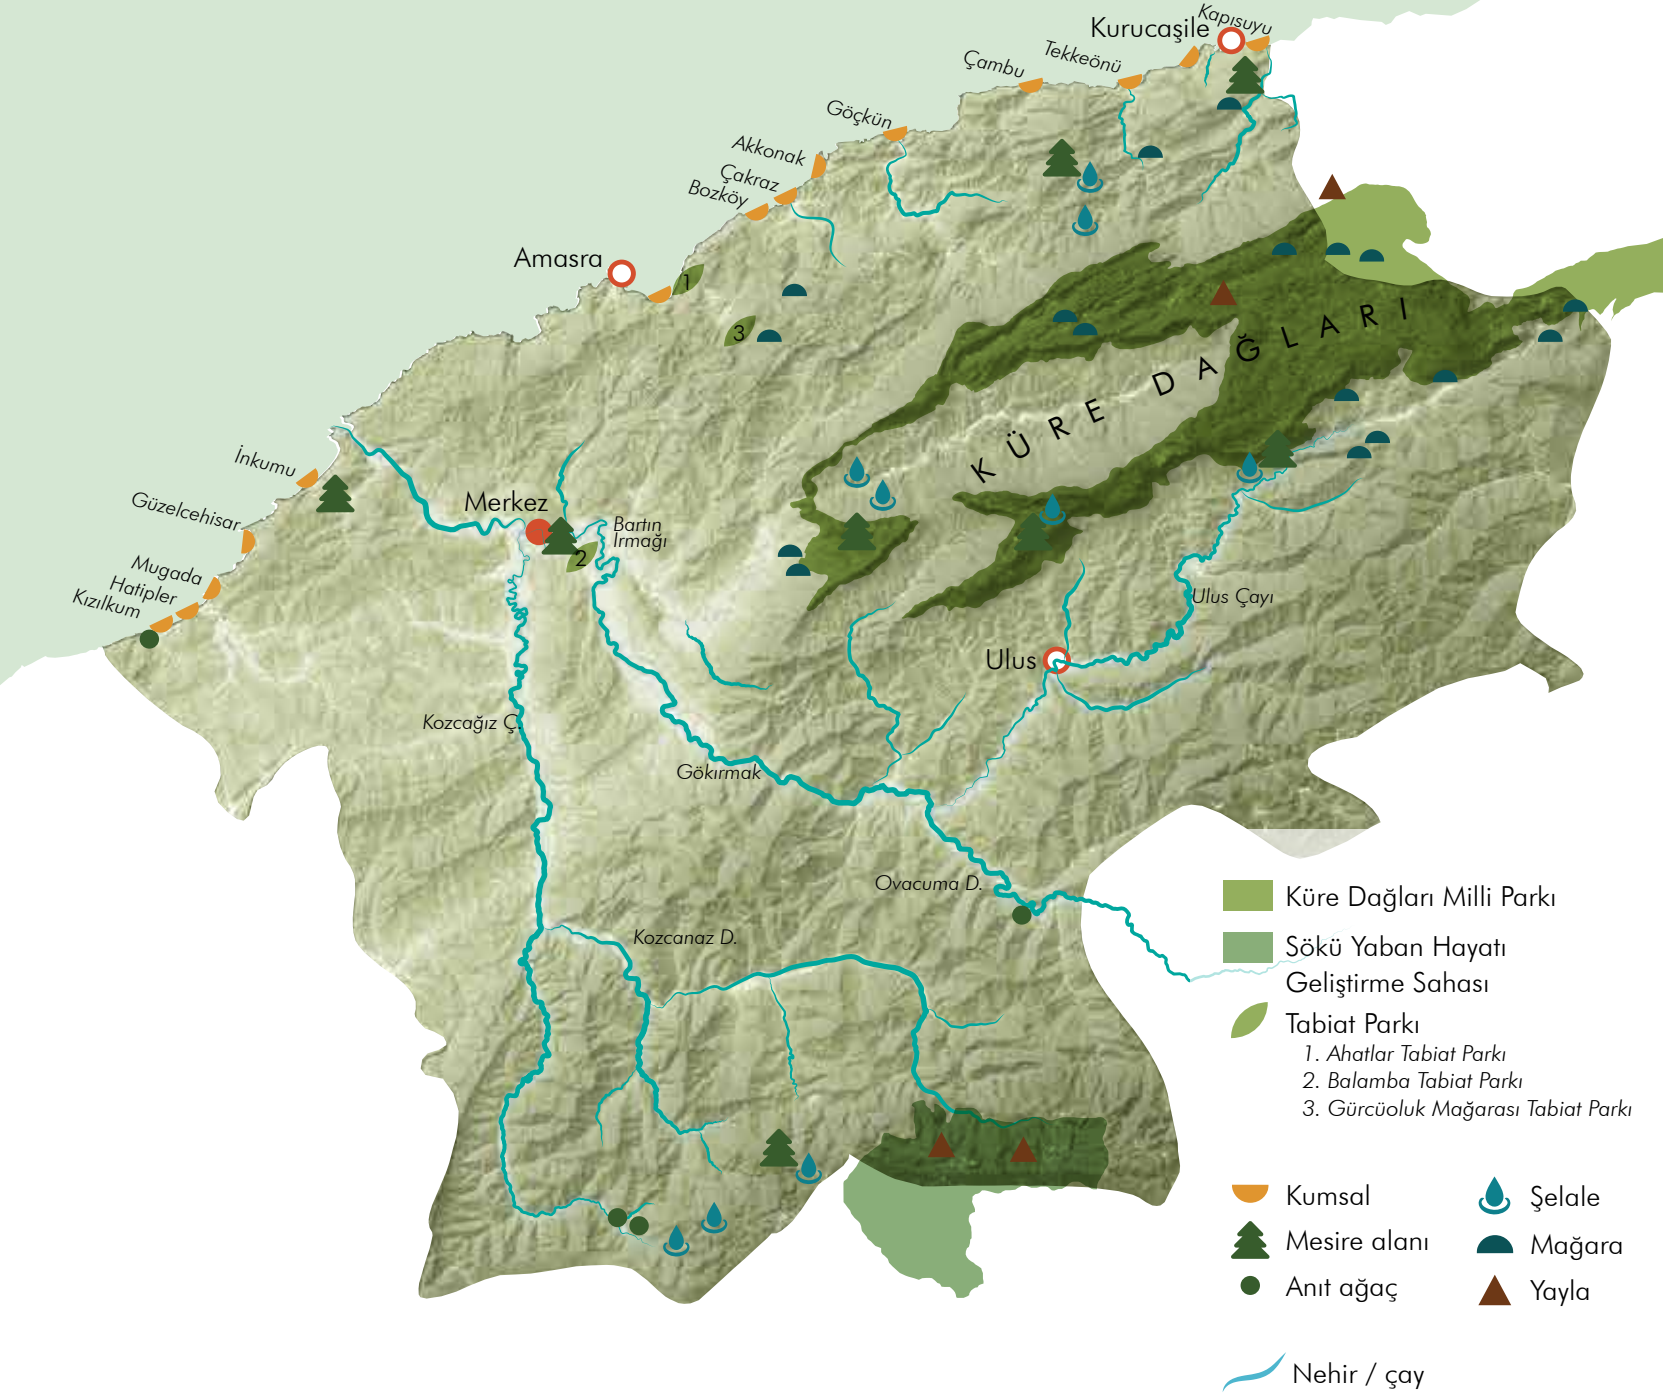 Kapısuyu
Kurucaşile
Tekkeönü
Çambu
Göçkün
Akkonak
Çakraz
Bozköy
Amasra
1
3
KÜRE DAĞLARI
İnkumu
Güzelcehisar
Merkez
Bartın
Irmağı
2
Mugada
Hatipler
Kızılkum
Ulus Çayı
Ulus
Kozcağız Ç.
Gökırmak
Ovacuma D.
Kozcanaz D.
Küre Dağları Milli Parkı
Sökü Yaban Hayatı
Geliştirme Sahası
Tabiat Parkı
1. Ahatlar Tabiat Parkı
2. Balamba Tabiat Parkı
3. Gürcüoluk Mağarası Tabiat Parkı
Kumsal
Şelale
Mesire alanı
Mağara
Anıt ağaç
Yayla
Nehir / çay